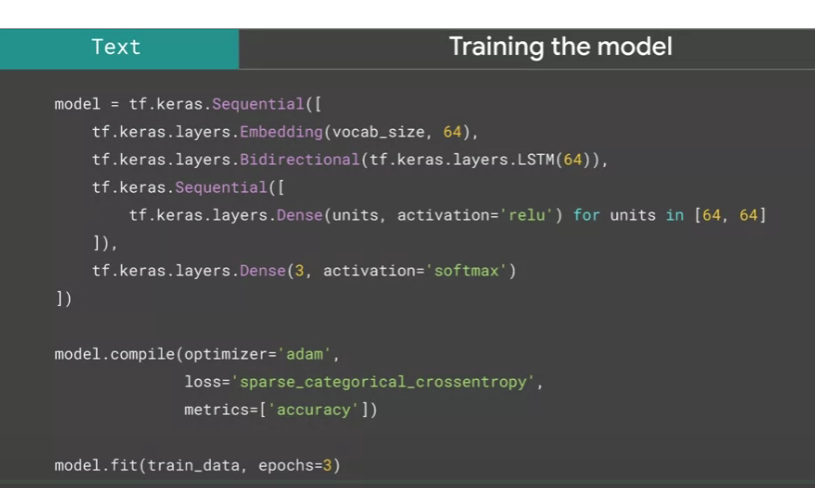 Text
Training the model
model = tf.keras.Sequential([
    tf.keras.layers.Embedding(vocab_size, 64),
    tf.keras.layers.Bidirectional(tf.keras.layers.LSTM(64)),
    tf.keras.Sequential([
        tf.keras.layers.Dense(units, activation='relu') for units in [64, 64]
    ]),
    tf.keras.layers.Dense(3, activation='softmax')
])
model.compile(optimizer='adam',
              loss='sparse_categorical_crossentropy',
              metrics=['accuracy'])
model.fit(train_data, epochs=3)